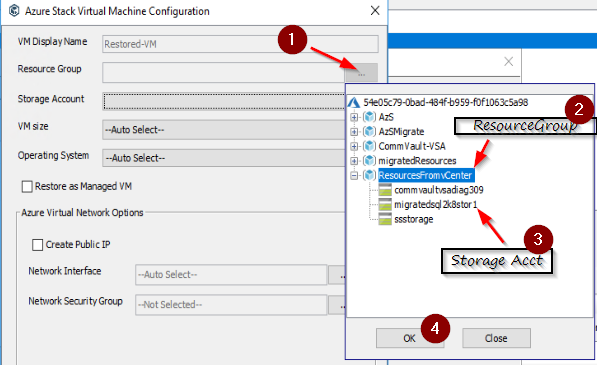 Azure Stack Virtual Machine Configuration
1
VM Display Name
Restored-VM
Resource Group
...
Storage Account
VM size
--Auto Select--
Operating System
--Auto Select--
Restore as Managed VM
Azure Virtual Network Options
Create Public IP
Network Interface
--Auto Select--
..
Network Security Group
--Not Selected--
..
54e05c79-0bad-484f-b959-f0f1063c5a98
2
AzS
ResourceGroup
AzSMigrate
CommVault-VSA
migratedResources
ResourcesFromvCenter
commvaultvsadiag309
migratedsql2k8stor1
ssstorage
3
Storage Acct
4
OK
Close